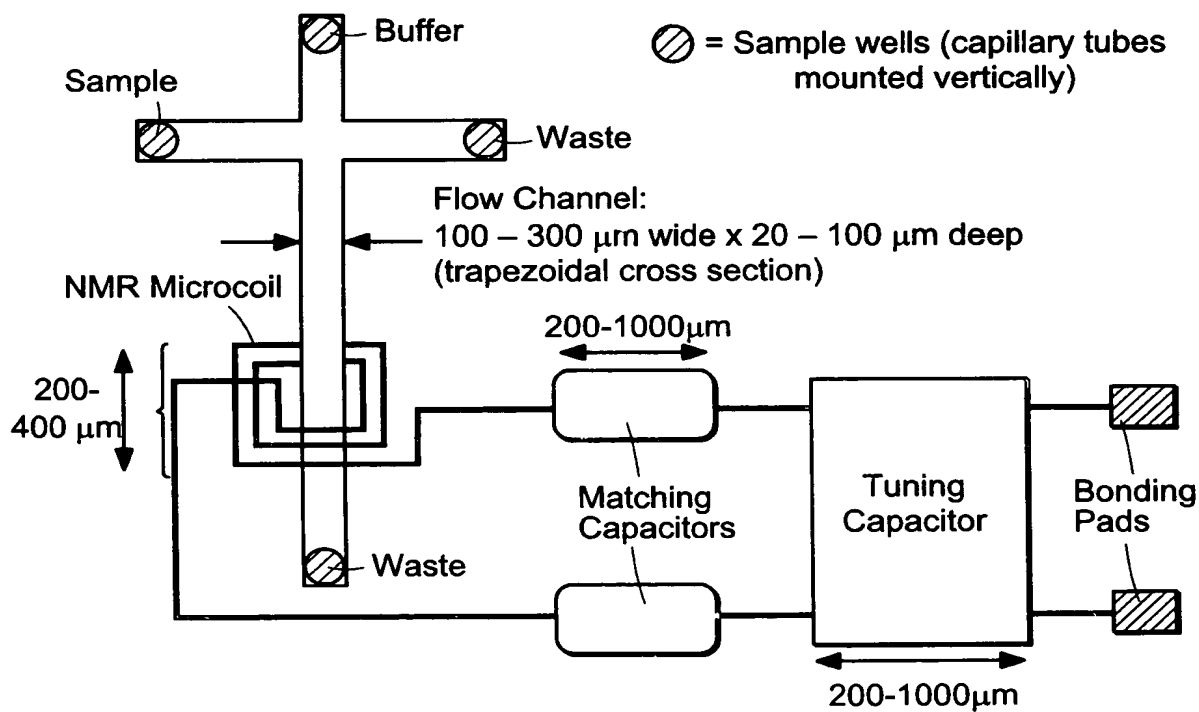 Buffer
= Sample wells (capillary tubes
mounted vertically)
Sample
Waste
Flow Channel:
100 – 300 μm wide x 20 – 100 μm deep
(trapezoidal cross section)
NMR Microcoil
200-1000μm
200-
400 μm
Matching
Capacitors
Tuning
Capacitor
Bonding
Pads
Waste
200-1000μm